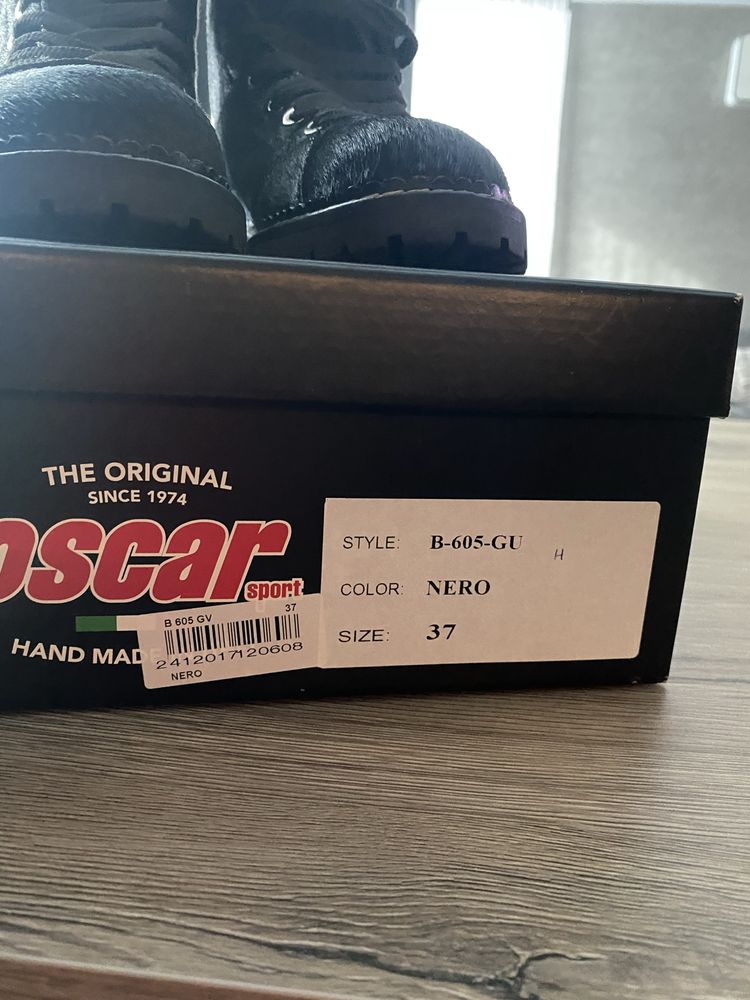 THE ORIGINAL
SINCE 1974
oscar
sport
HAND MADE
B 605 GV 37
2412017120608
NERO
STYLE: B-605-GU H
COLOR: NERO
SIZE: 37